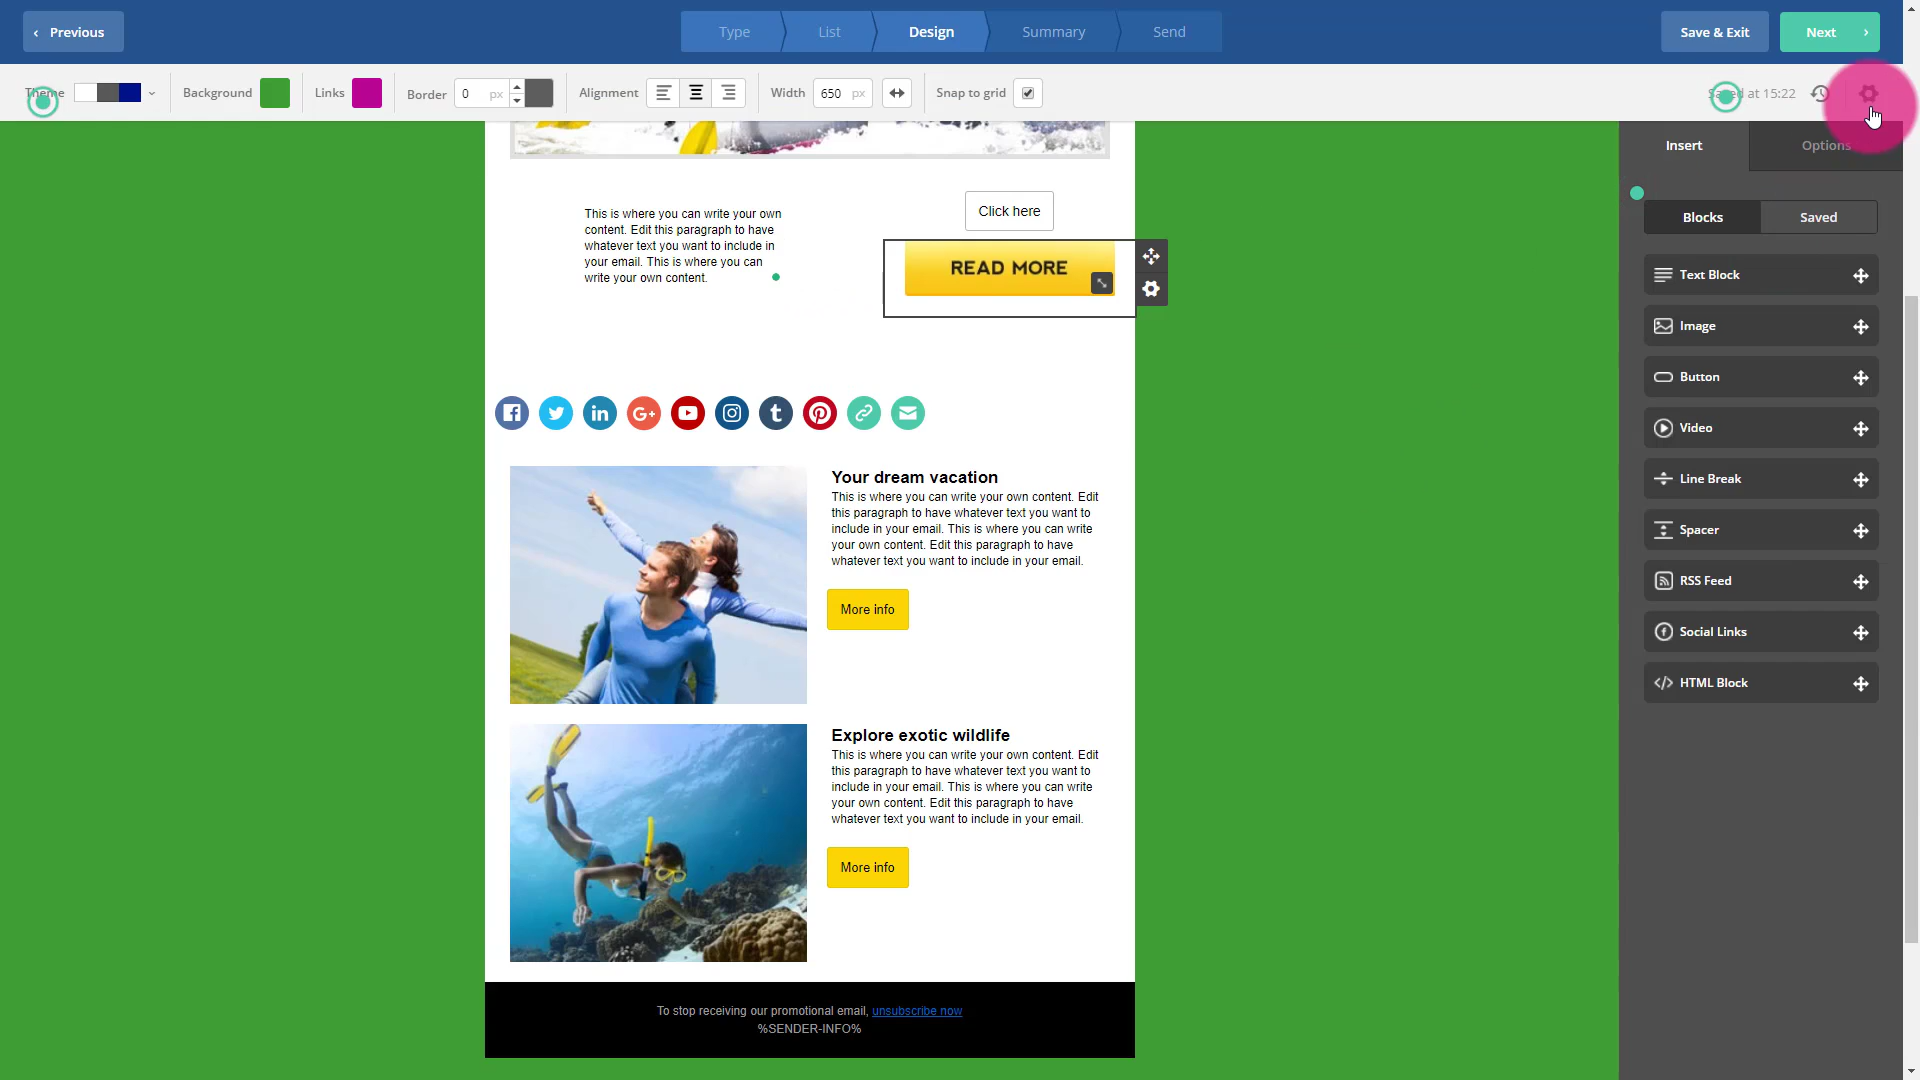 Previous
Type
List
Design
Summary
Send
Save & Exit
Next
Theme
Background
Links
Border
0 px
Alignment
Width
650 px
Snap to grid
Saved at 15:22
Insert
Options
Blocks
Saved
Text Block
Image
Button
Video
Line Break
Spacer
RSS Feed
Social Links
HTML Block
This is where you can write your own
content. Edit this paragraph to have
whatever text you want to include in
your email. This is where you can
write your own content.
Click here
READ MORE
Your dream vacation
This is where you can write your own content. Edit
this paragraph to have whatever text you want to
include in your email. This is where you can write
your own content. Edit this paragraph to have
whatever text you want to include in your email.
More info
Explore exotic wildlife
This is where you can write your own content. Edit
this paragraph to have whatever text you want to
include in your email. This is where you can write
your own content. Edit this paragraph to have
whatever text you want to include in your email.
More info
To stop receiving our promotional email, unsubscribe now
%SENDER-INFO%